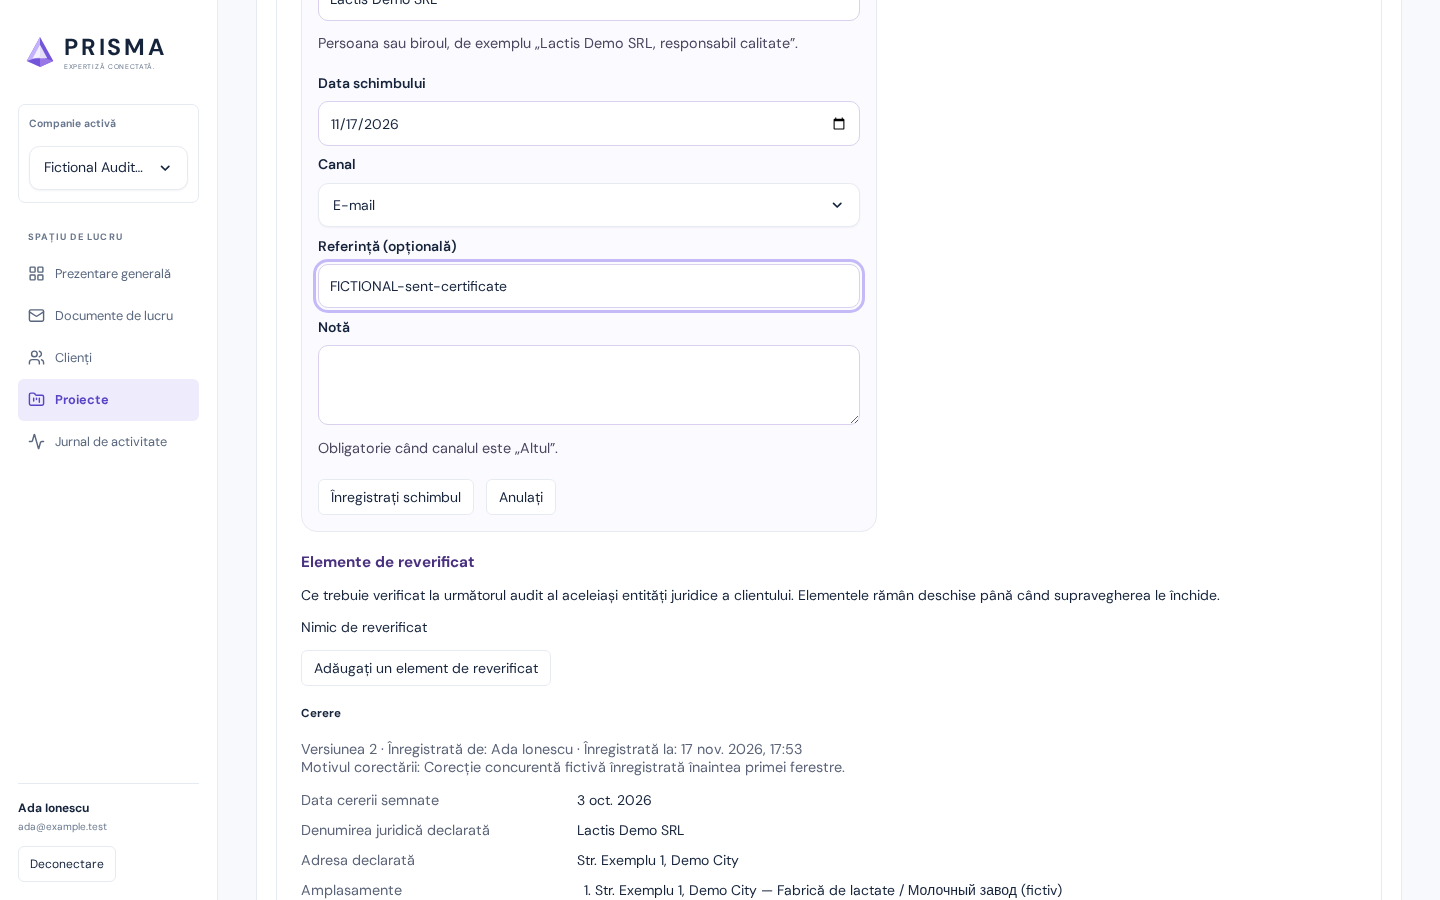 PRISMA
EXPERTIZĂ CONECTATĂ.
Companie activă
Fictional Audit...
SPAȚIU DE LUCRU
Prezentare generală
Documente de lucru
Clienți
Proiecte
Jurnal de activitate
Ada Ionescu
ada@example.test
Deconectare
Lactis Demo SRL
Persoana sau biroul, de exemplu „Lactis Demo SRL, responsabil calitate”.
Data schimbului
11/17/2026
Canal
E-mail
Referință (opțională)
FICTIONAL-sent-certificate
Notă
Obligatorie când canalul este „Altul”.
Înregistrați schimbul
Anulați
Elemente de reverificat
Ce trebuie verificat la următorul audit al aceleiași entități juridice a clientului. Elementele rămân deschise până când supravegherea le închide.
Nimic de reverificat
Adăugați un element de reverificat
Cerere
Versiunea 2 · Înregistrată de: Ada Ionescu · Înregistrată la: 17 nov. 2026, 17:53
Motivul corectării: Corecție concurentă fictivă înregistrată înaintea primei ferestre.
Data cererii semnate 3 oct. 2026
Denumirea juridică declarată Lactis Demo SRL
Adresa declarată Str. Exemplu 1, Demo City
Amplasamente 1. Str. Exemplu 1, Demo City — Fabrică de lactate / Молочный завод (fictiv)